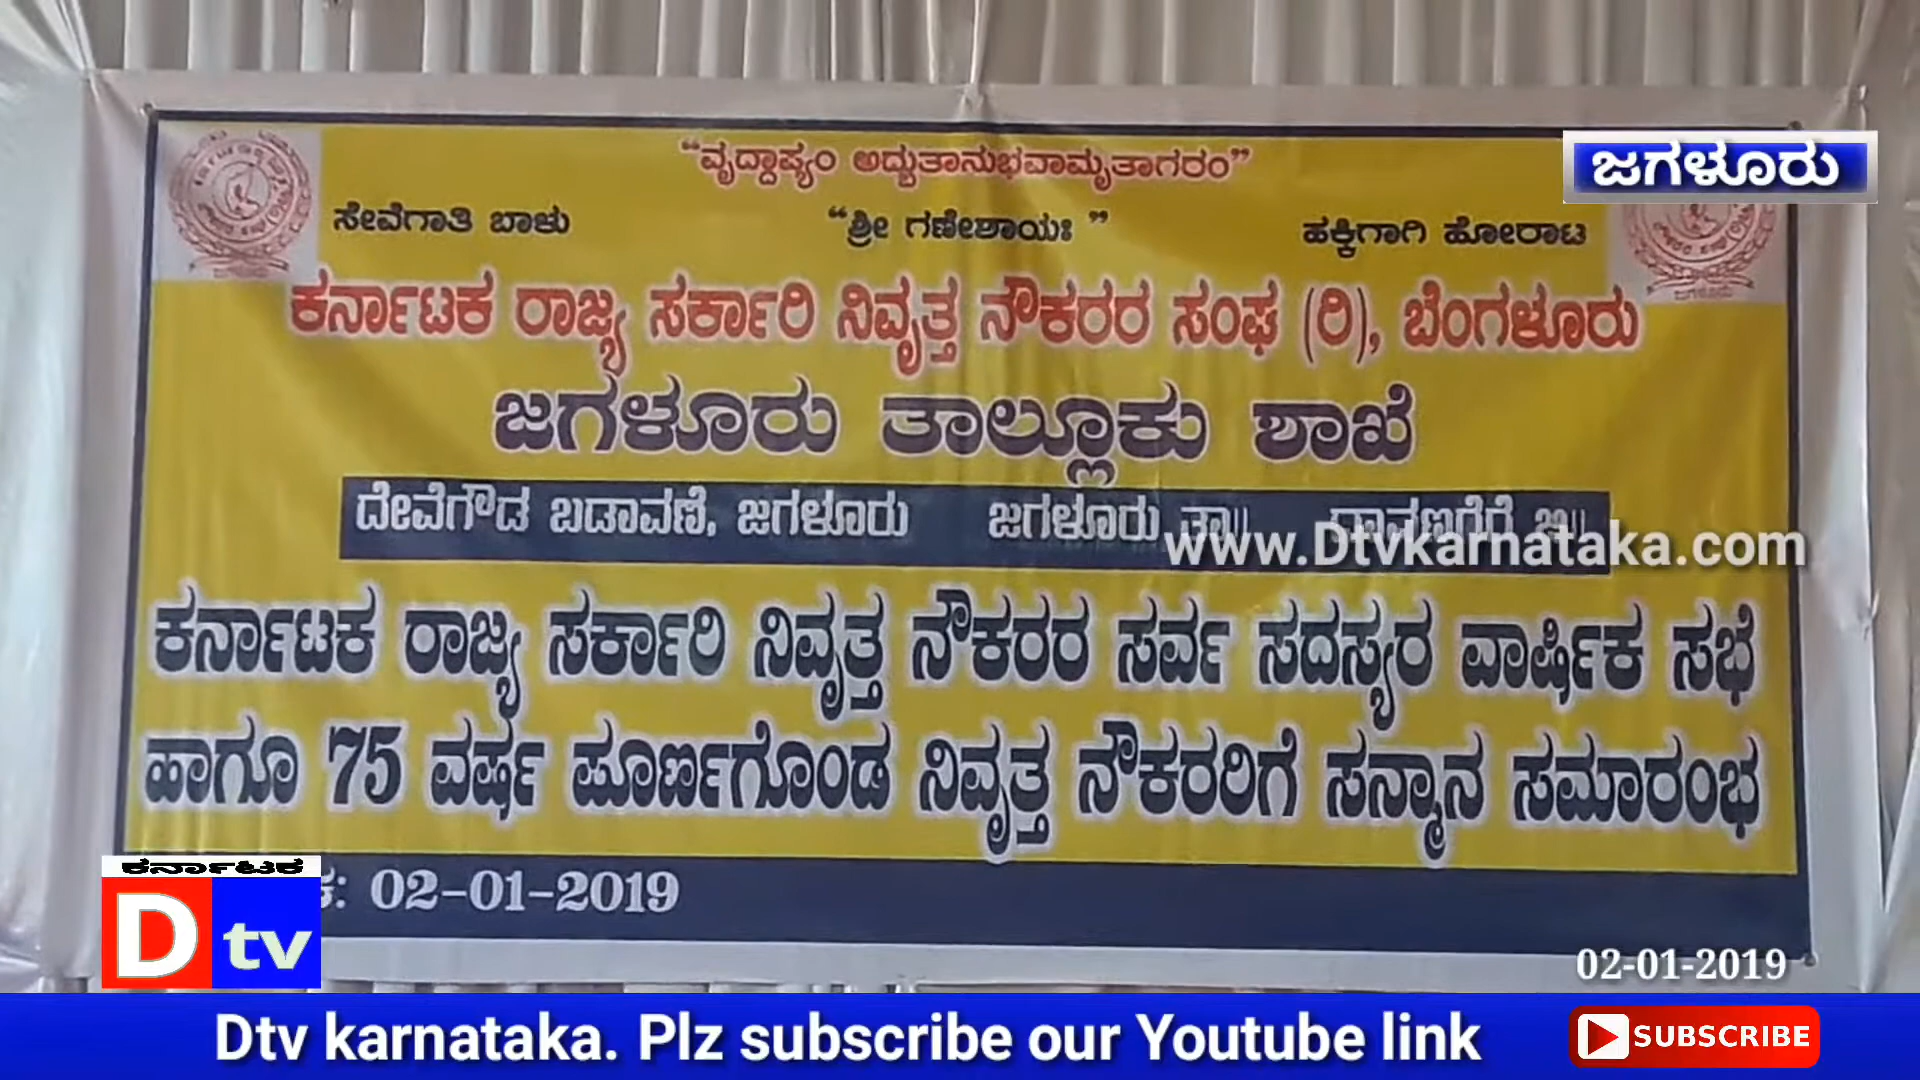 “ವೃದ್ಧಾಪ್ಯಂ ಅದ್ಭುತಾನುಭವಾಮೃತಾಗರಂ”
ಜಗಳೂರು
ಸೇವೆಗಾತಿ ಬಾಳು “ಶ್ರೀ ಗಣೇಶಾಯಃ ” ಹಕ್ಕಿಗಾಗಿ ಹೋರಾಟ
ಕರ್ನಾಟಕ ರಾಜ್ಯ ಸರ್ಕಾರಿ ನಿವೃತ್ತ ನೌಕರರ ಸಂಘ (ರಿ), ಬೆಂಗಳೂರು
ಜಗಳೂರು ತಾಲ್ಲೂಕು ಶಾಖೆ
ದೇವೆಗೌಡ ಬಡಾವಣೆ, ಜಗಳೂರು ಜಗಳೂರು ತಾ|| ದಾವಣಗೆರೆ ಜಿ||
www.Dtvkarnataka.com
ಕರ್ನಾಟಕ ರಾಜ್ಯ ಸರ್ಕಾರಿ ನಿವೃತ್ತ ನೌಕರರ ಸರ್ವ ಸದಸ್ಯರ ವಾರ್ಷಿಕ ಸಭೆ
ಹಾಗೂ 75 ವರ್ಷ ಪೂರ್ಣಗೊಂಡ ನಿವೃತ್ತ ನೌಕರರಿಗೆ ಸನ್ಮಾನ ಸಮಾರಂಭ
ಕ: 02-01-2019
ಕರ್ನಾಟಕ
D tv
02-01-2019
Dtv karnataka. Plz subscribe our Youtube link
SUBSCRIBE